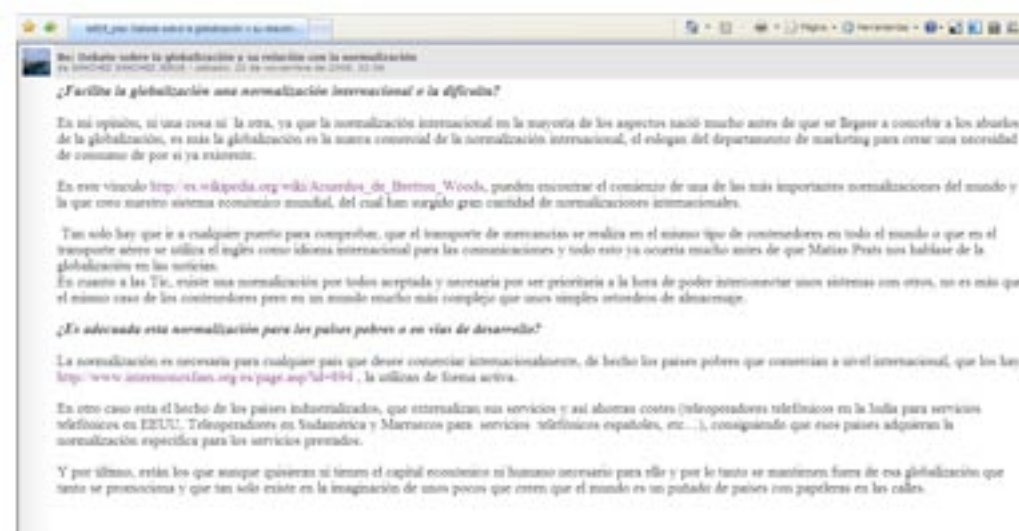 Página
Herramientas
Re: Debate sobre la globalización y su relación con la normalización
de SANCHEZ SANCHEZ - sábado, 22 de noviembre de 2008,
¿Facilita la globalización una normalización internacional o la dificulta?
En mi opinión, ni una cosa ni la otra, ya que la normalización internacional en la mayoría de los aspectos nació mucho antes de que se llegase a concebir a los abuelos
de la globalización, es más la globalización es la marca comercial de la normalización internacional, el eslogan del departamento de marketing para crear una necesidad
de consumo de por si ya existente.
En este vínculo http://es.wikipedia.org/wiki/Acuerdos_de_Bretton_Woods, pueden encontrar el comienzo de una de las más importantes normalizaciones del mundo y
la que creo nuestro sistema económico mundial, del cual han surgido gran cantidad de normalizaciones internacionales.
Tan solo hay que ir a cualquier puerto para comprobar, que el transporte de mercancías se realiza en el mismo tipo de contenedores en todo el mundo o que en el
transporte aéreo se utiliza el inglés como idioma internacional para las comunicaciones y todo esto ya ocurría mucho antes de que Matias Prats nos hablase de la
globalización en las noticias.
En cuanto a las Tic, existe una normalización por todos aceptada y necesaria por ser prioritaria a la hora de poder interconectar unos sistemas con otros, no es más que
el mismo caso de los contenedores pero en un mundo mucho más complejo que unos simples de almacenaje.
¿Es adecuada esta normalización para los países pobres o en vías de desarrollo?
La normalización es necesaria para cualquier país que desee comerciar internacionalmente, de hecho los países pobres que comercian a nivel internacional, que los hay
http://www.intermonoxfam.org/es/page.asp?id=894 , la utilizan de forma activa.
En otro caso esta el hecho de los países industrializados, que externalizan sus servicios y así ahorran costes (teleoperadores telefónicos en la India para servicios
telefónicos en EEUU, Teleoperadores en Sudamérica y Marruecos para servicios telefónicos españoles, etc…), consiguiendo que esos países adquieran la
normalización específica para los servicios prestados.
Y por último, están los que aunque quisieran ni tienen el capital económico ni humano necesario para ello y por lo tanto se mantienen fuera de esa globalización que
tanto se promociona y que tan solo existe en la imaginación de unos pocos que creen que el mundo es un puñado de países con papeleras en las calles.